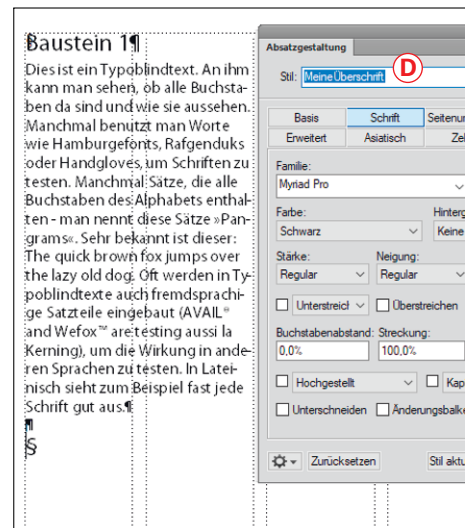 Baustein 1¶
Dies ist ein Typoblindtext. An ihm
kann man sehen, ob alle Buchsta-
ben da sind und wie sie aussehen.
Manchmal benutzt man Worte
wie Hamburgefonts, Rafgenduks
oder Handgloves, um Schriften zu
testen. Manchmal Sätze, die alle
Buchstaben des Alphabets enthal-
ten - man nennt diese Sätze »Pan-
grams«. Sehr bekannt ist dieser:
The quick brown fox jumps over
the lazy old dog. Oft werden in Ty-
poblindtexte auch fremdsprachi-
ge Satzteile eingebaut (AVAIL®
and Wefox™ are testing aussi la
Kerning), um die Wirkung in ande-
ren Sprachen zu testen. In Latei-
nisch sieht zum Beispiel fast jede
Schrift gut aus.¶
¶
§
Absatzgestaltung
Stil: MeineÜberschrift D
Basis Schrift Seitenun
Erweitert Asiatisch Zel
Familie:
Myriad Pro
Farbe: Hinterg
Schwarz Keine
Stärke: Neigung:
Regular Regular
Unterstreicl Überstreichen
Buchstabenabstand: Streckung:
0,0% 100,0%
Hochgestellt Kap
Unterschneiden Änderungsbalke
Zurücksetzen Stil aktu